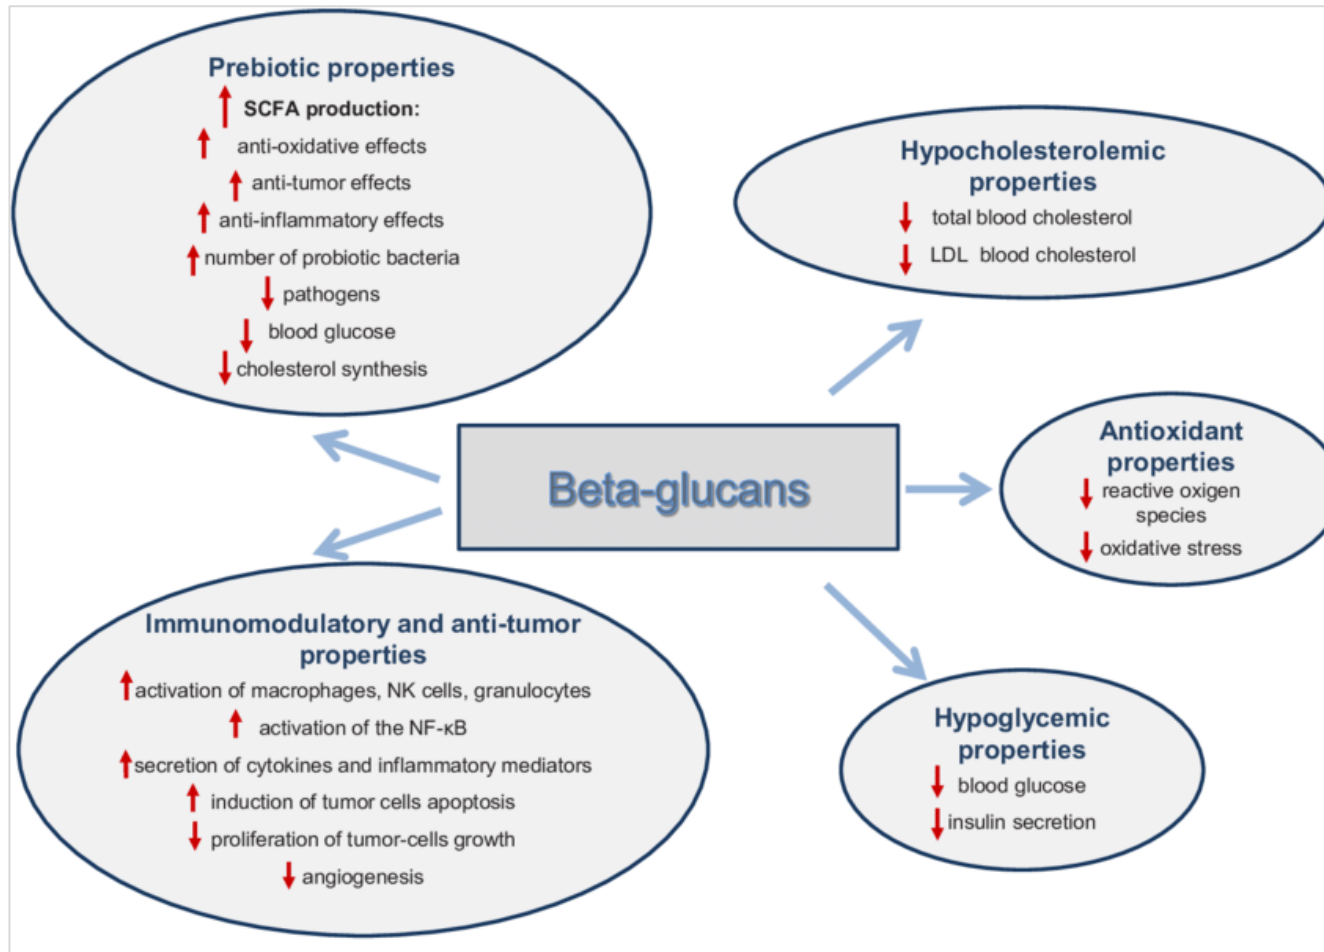 Prebiotic properties
SCFA production:
anti-oxidative effects
anti-tumor effects
anti-inflammatory effects
number of probiotic bacteria
pathogens
blood glucose
cholesterol synthesis
Hypocholesterolemic
properties
total blood cholesterol
LDL blood cholesterol
Beta-glucans
Antioxidant
properties
reactive oxigen
species
oxidative stress
Immunomodulatory and anti-tumor
properties
activation of macrophages, NK cells, granulocytes
activation of the NF-κB
secretion of cytokines and inflammatory mediators
induction of tumor cells apoptosis
proliferation of tumor-cells growth
angiogenesis
Hypoglycemic
properties
blood glucose
insulin secretion